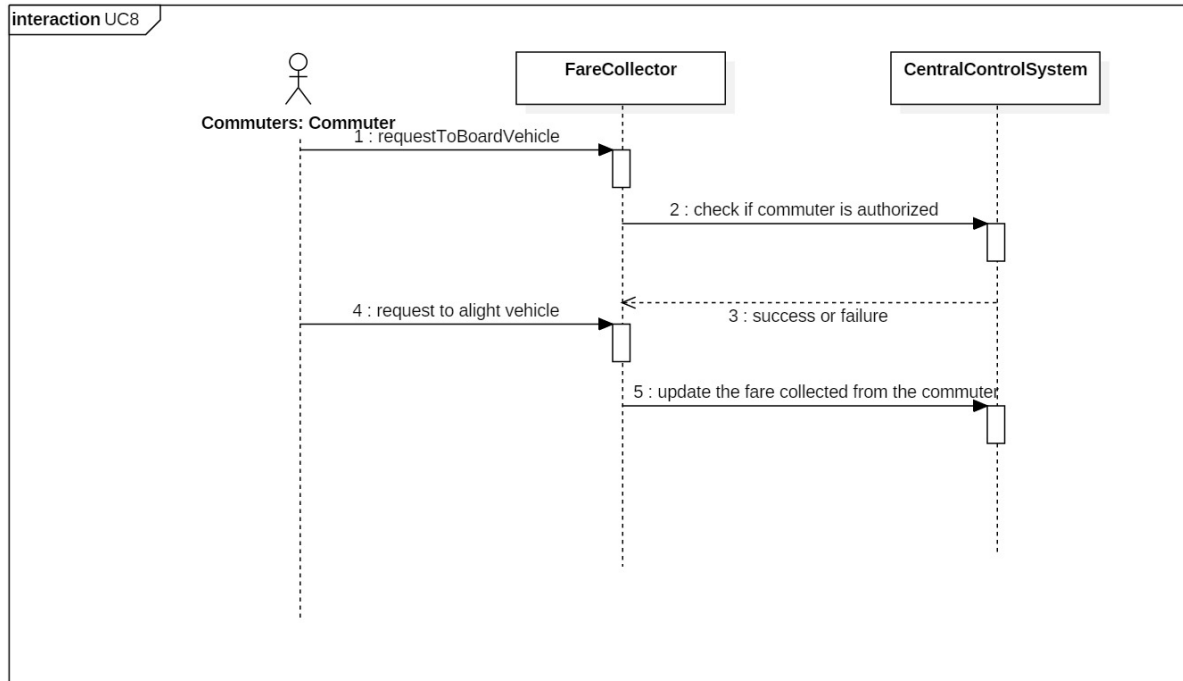 interaction UC8
FareCollector
CentralControlSystem
Commuters: Commuter
1 : requestToBoardVehicle
2 : check if commuter is authorized
3 : success or failure
4 : request to alight vehicle
5 : update the fare collected from the commuter